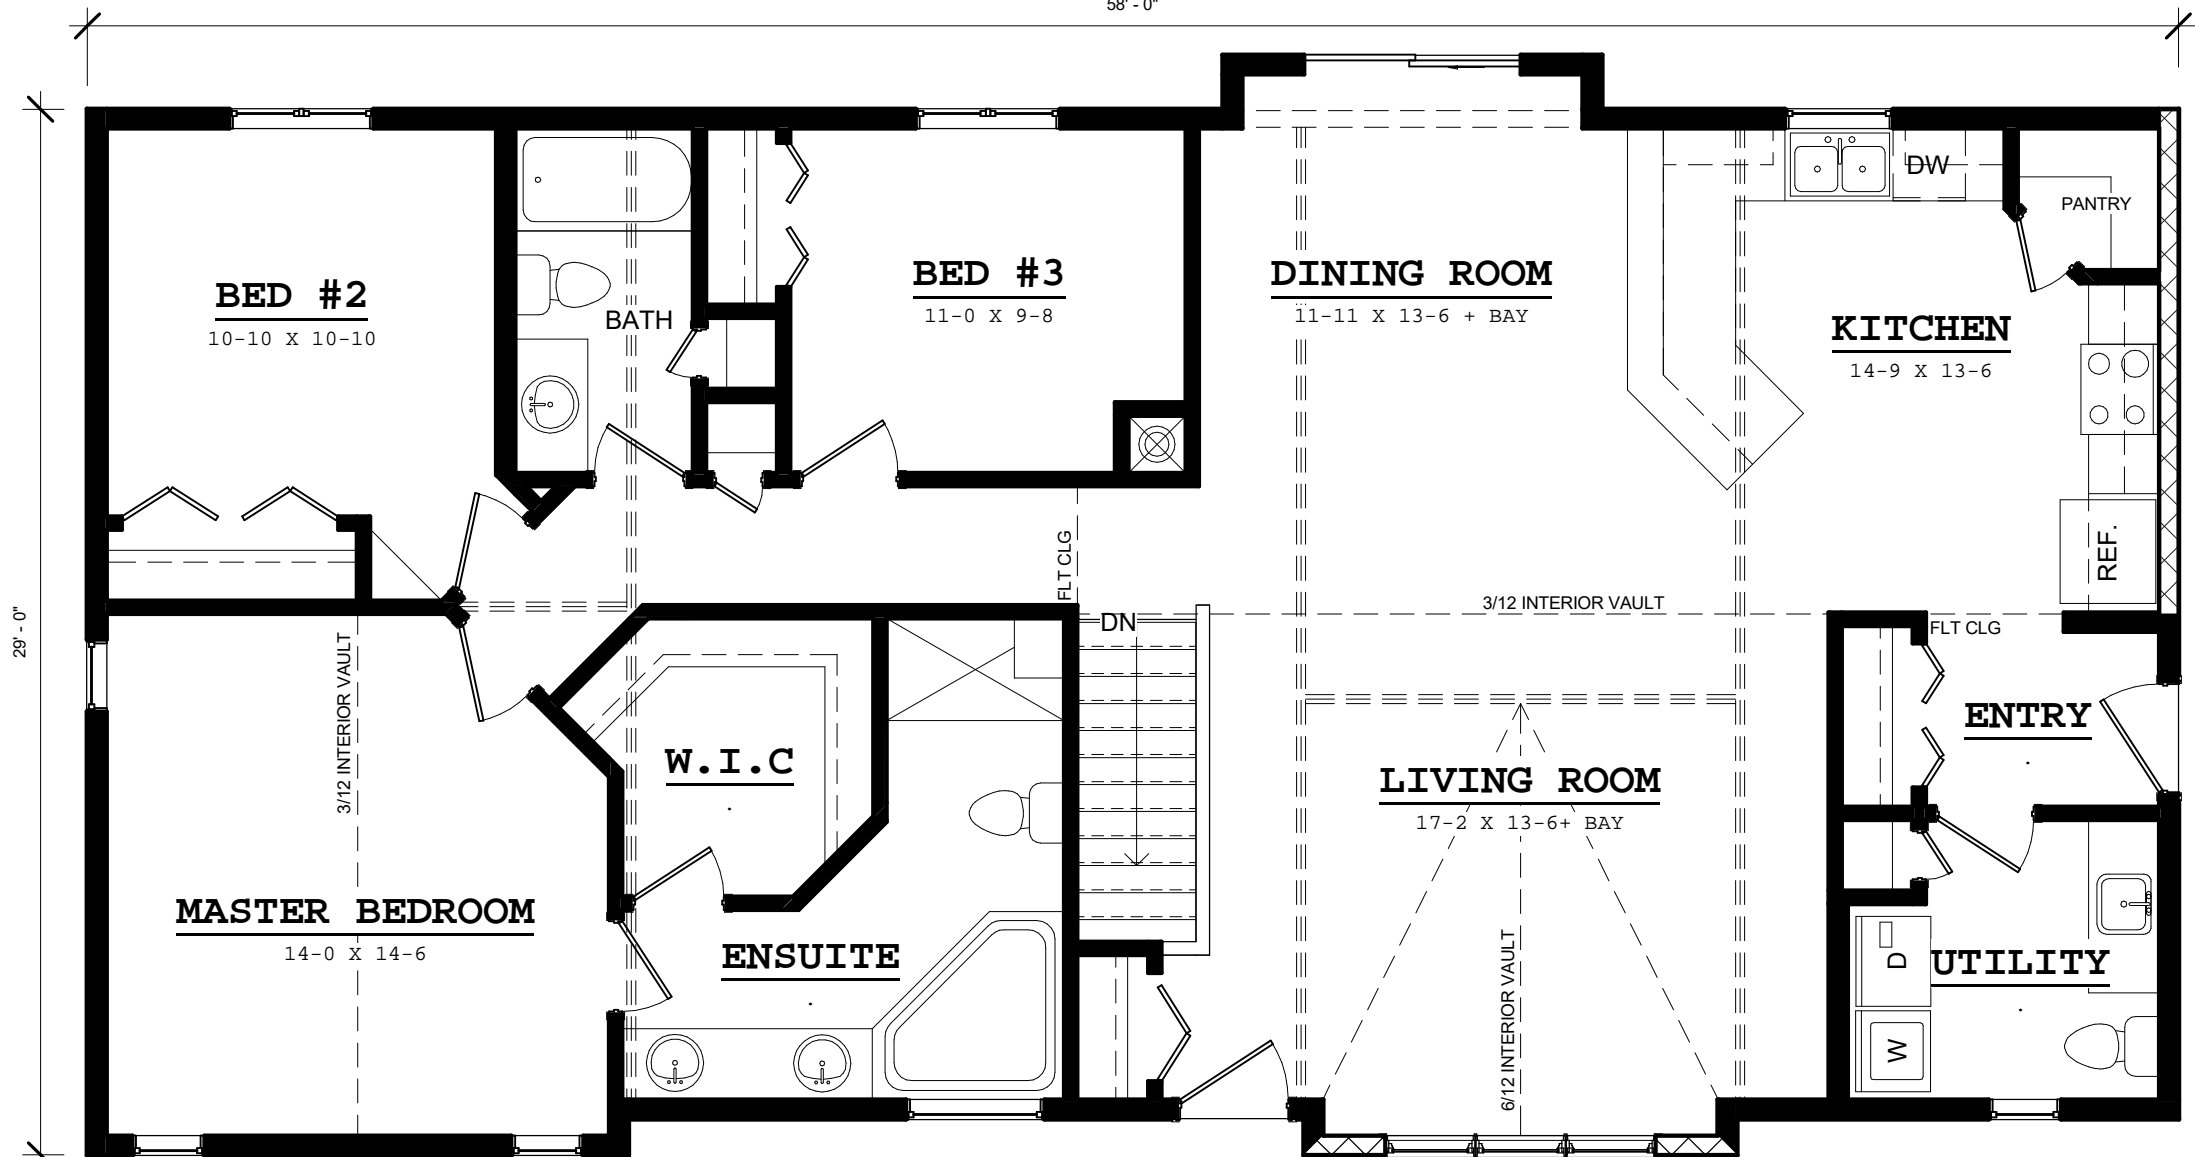 58' - 0"
29' - 0"
BED #2
10-10 X 10-10
BATH
BED #3
11-0 X 9-8
DINING ROOM
11-11 X 13-6 + BAY
DW
PANTRY
KITCHEN
14-9 X 13-6
REF.
FLT CLG
3/12 INTERIOR VAULT
FLT CLG
DN
3/12 INTERIOR VAULT
W.I.C
ENTRY
LIVING ROOM
17-2 X 13-6+ BAY
MASTER BEDROOM
14-0 X 14-6
ENSUITE
6/12 INTERIOR VAULT
D
UTILITY
W